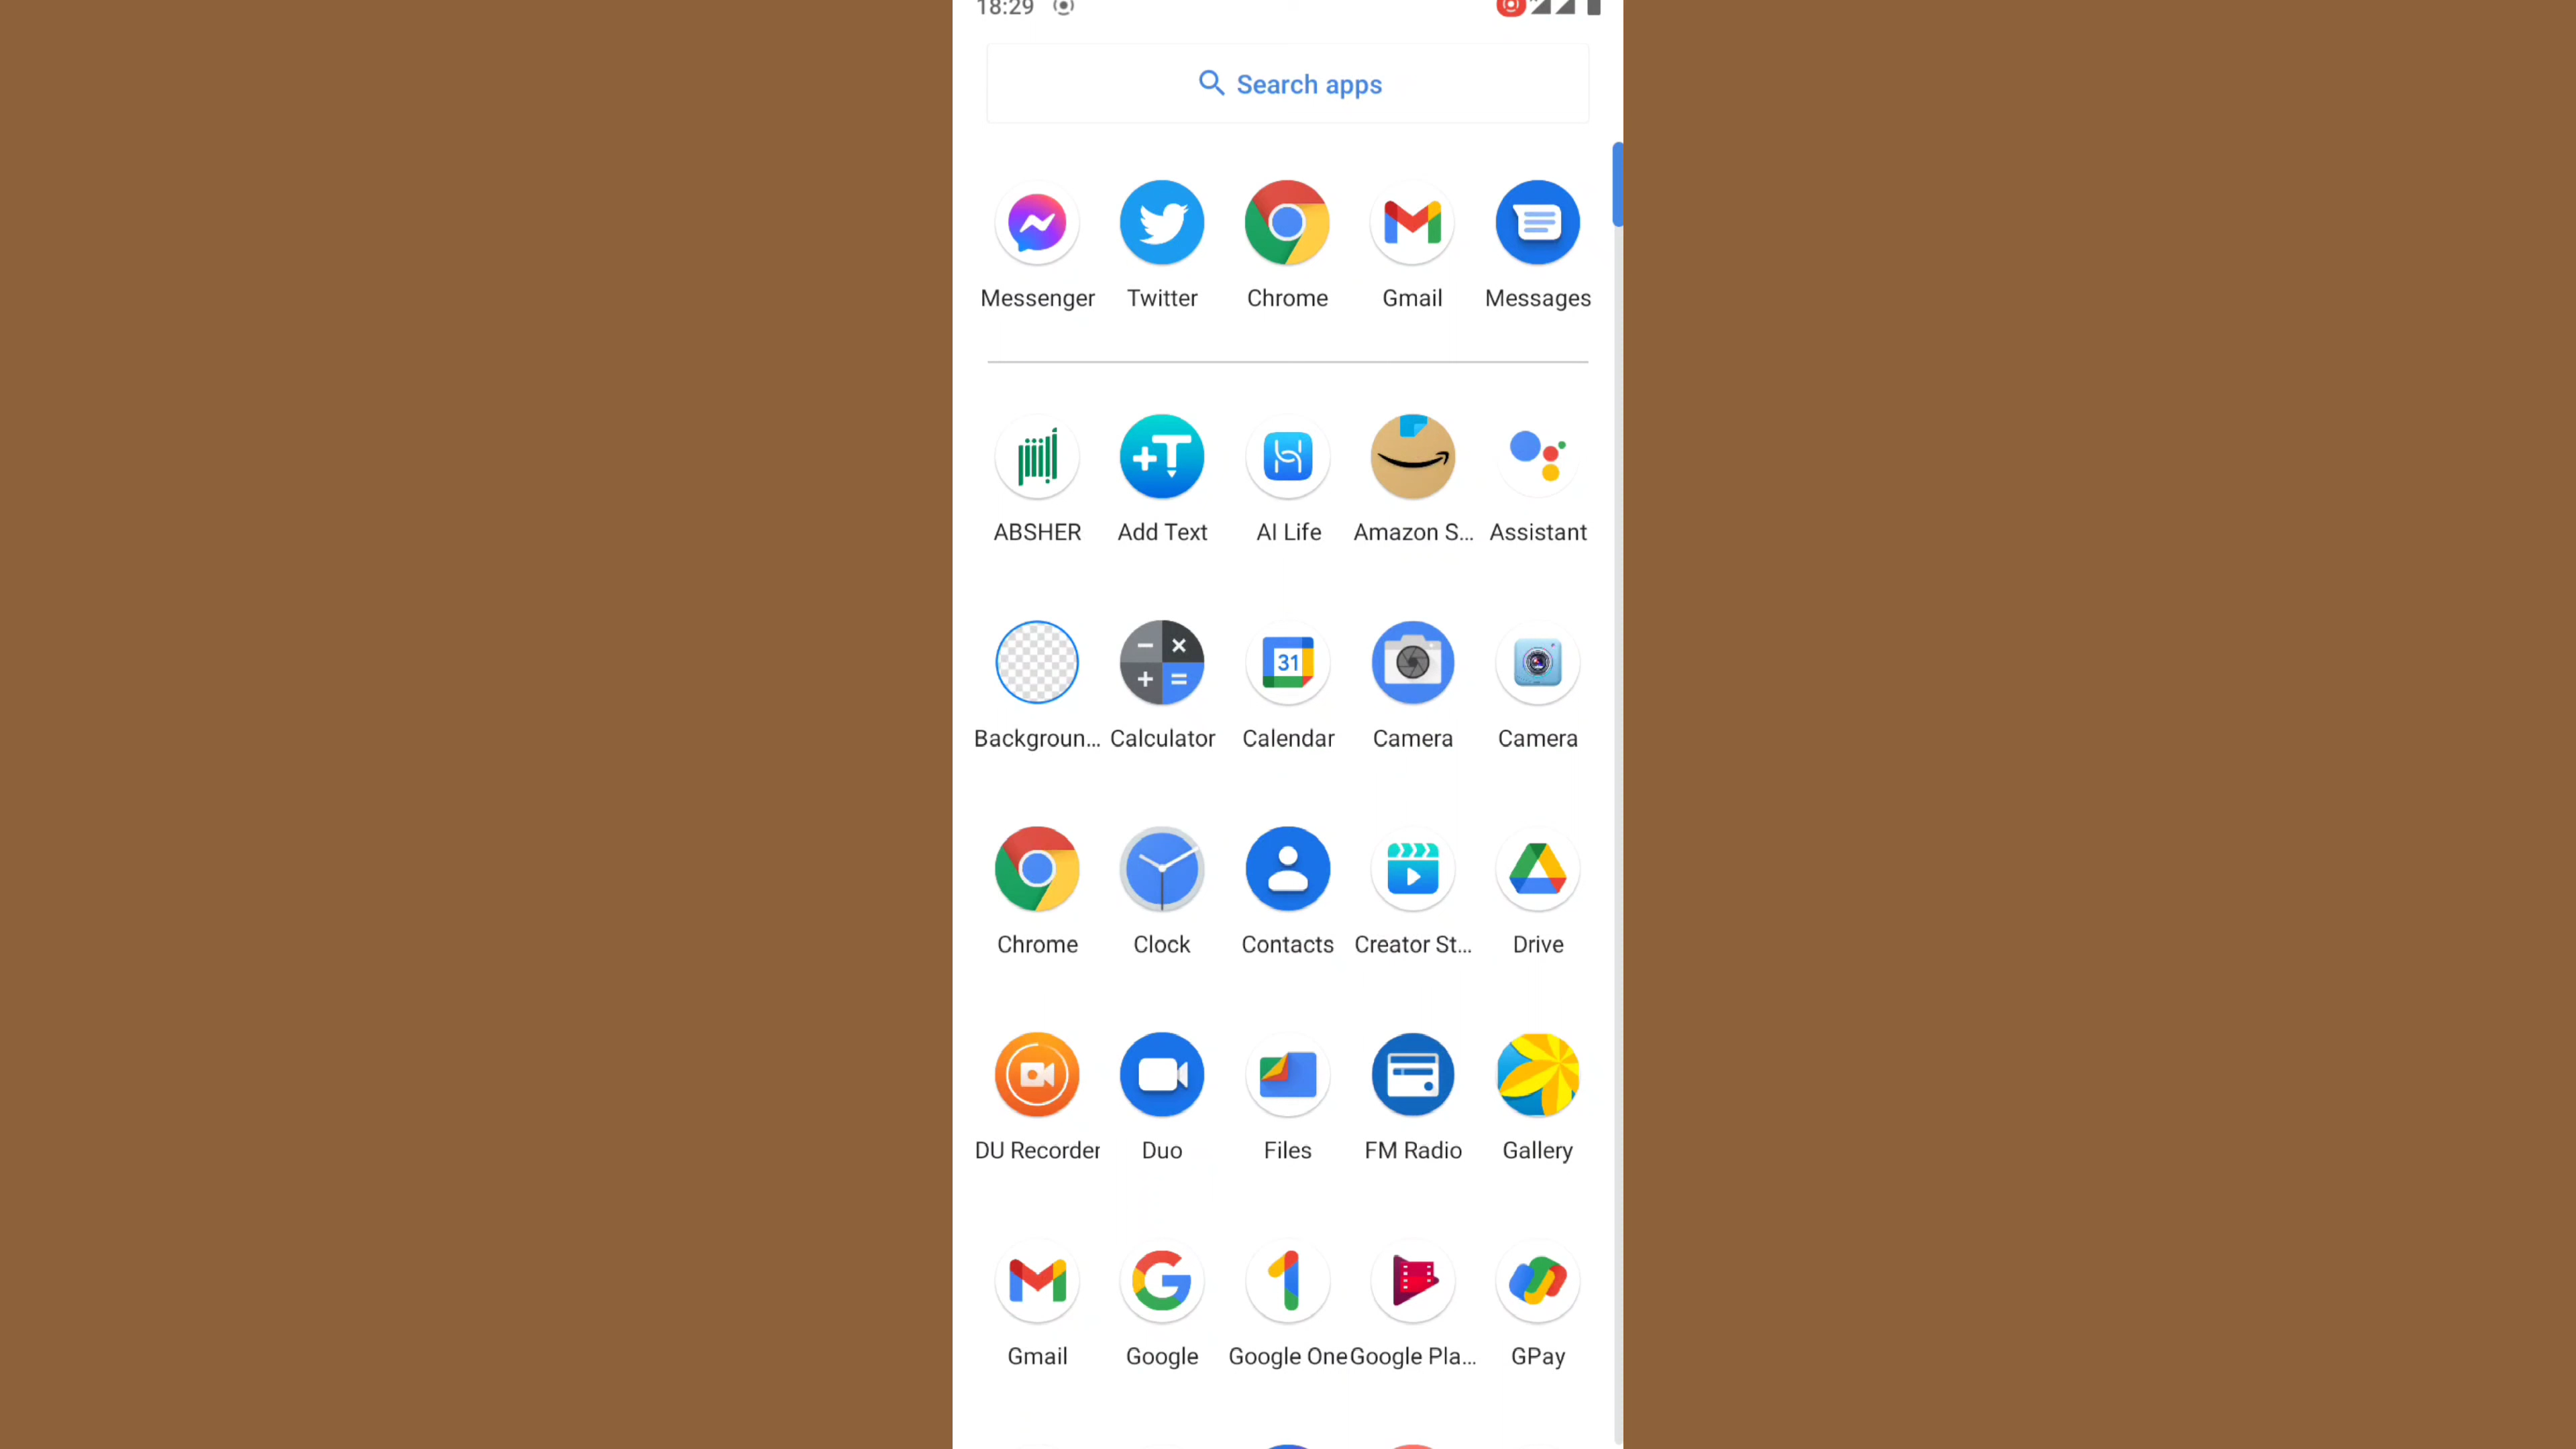 18:29
Search apps
Messenger Twitter Chrome Gmail Messages
ABSHER Add Text AI Life Amazon S... Assistant
31
Backgroun... Calculator Calendar Camera Camera
Chrome Clock Contacts Creator St... Drive
DU Recorder Duo Files FM Radio Gallery
Gmail Google Google One Google Pla... GPay